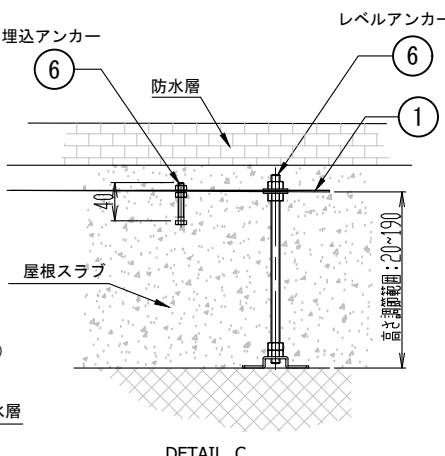 レベルアンカー
埋込アンカー
6
6
防水層
1
40
屋根スラブ
高さ調節範囲:20~190
)
水層
DETAIL C